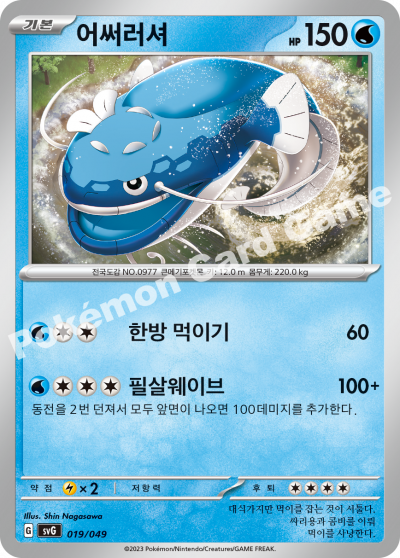 기본 어써러셔 HP 150
전국도감 NO.0977 큰메기포켓몬 키: 12.0 m 몸무게: 220.0 kg
Pokémon Card Game
한방 먹이기 60
필살웨이브 100+
동전을 2번 던져서 모두 앞면이 나오면 100데미지를 추가한다.
약점 ×2 저항력 후퇴
Illus. Shin Nagasawa
G svG 019/049
대식가지만 먹이를 잡는 것이 서툴다.
싸리용과 콤비를 이뤄
먹이를 사냥한다.
©2023 Pokémon/Nintendo/Creatures/GAME FREAK.